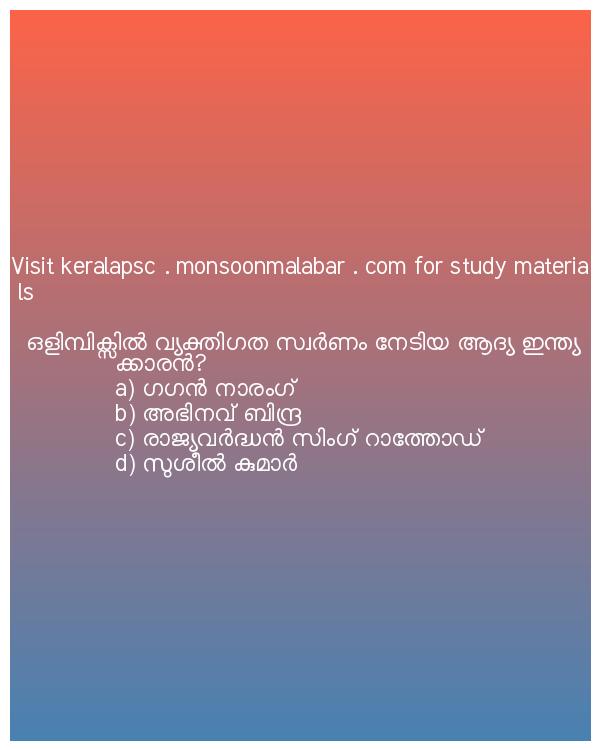 Visit keralapsc . monsoonmalabar . com for study materia
ls
ഒളിമ്പിക്സിൽ വ്യക്തിഗത സ്വർണം നേടിയ ആദ്യ ഇന്ത്യ
ക്കാരൻ?
a) ഗഗൻ നാരംഗ്
b) അഭിനവ് ബിന്ദ്ര
c) രാജ്യവർദ്ധൻ സിംഗ് റാത്തോഡ്
d) സുശീൽ കുമാർ